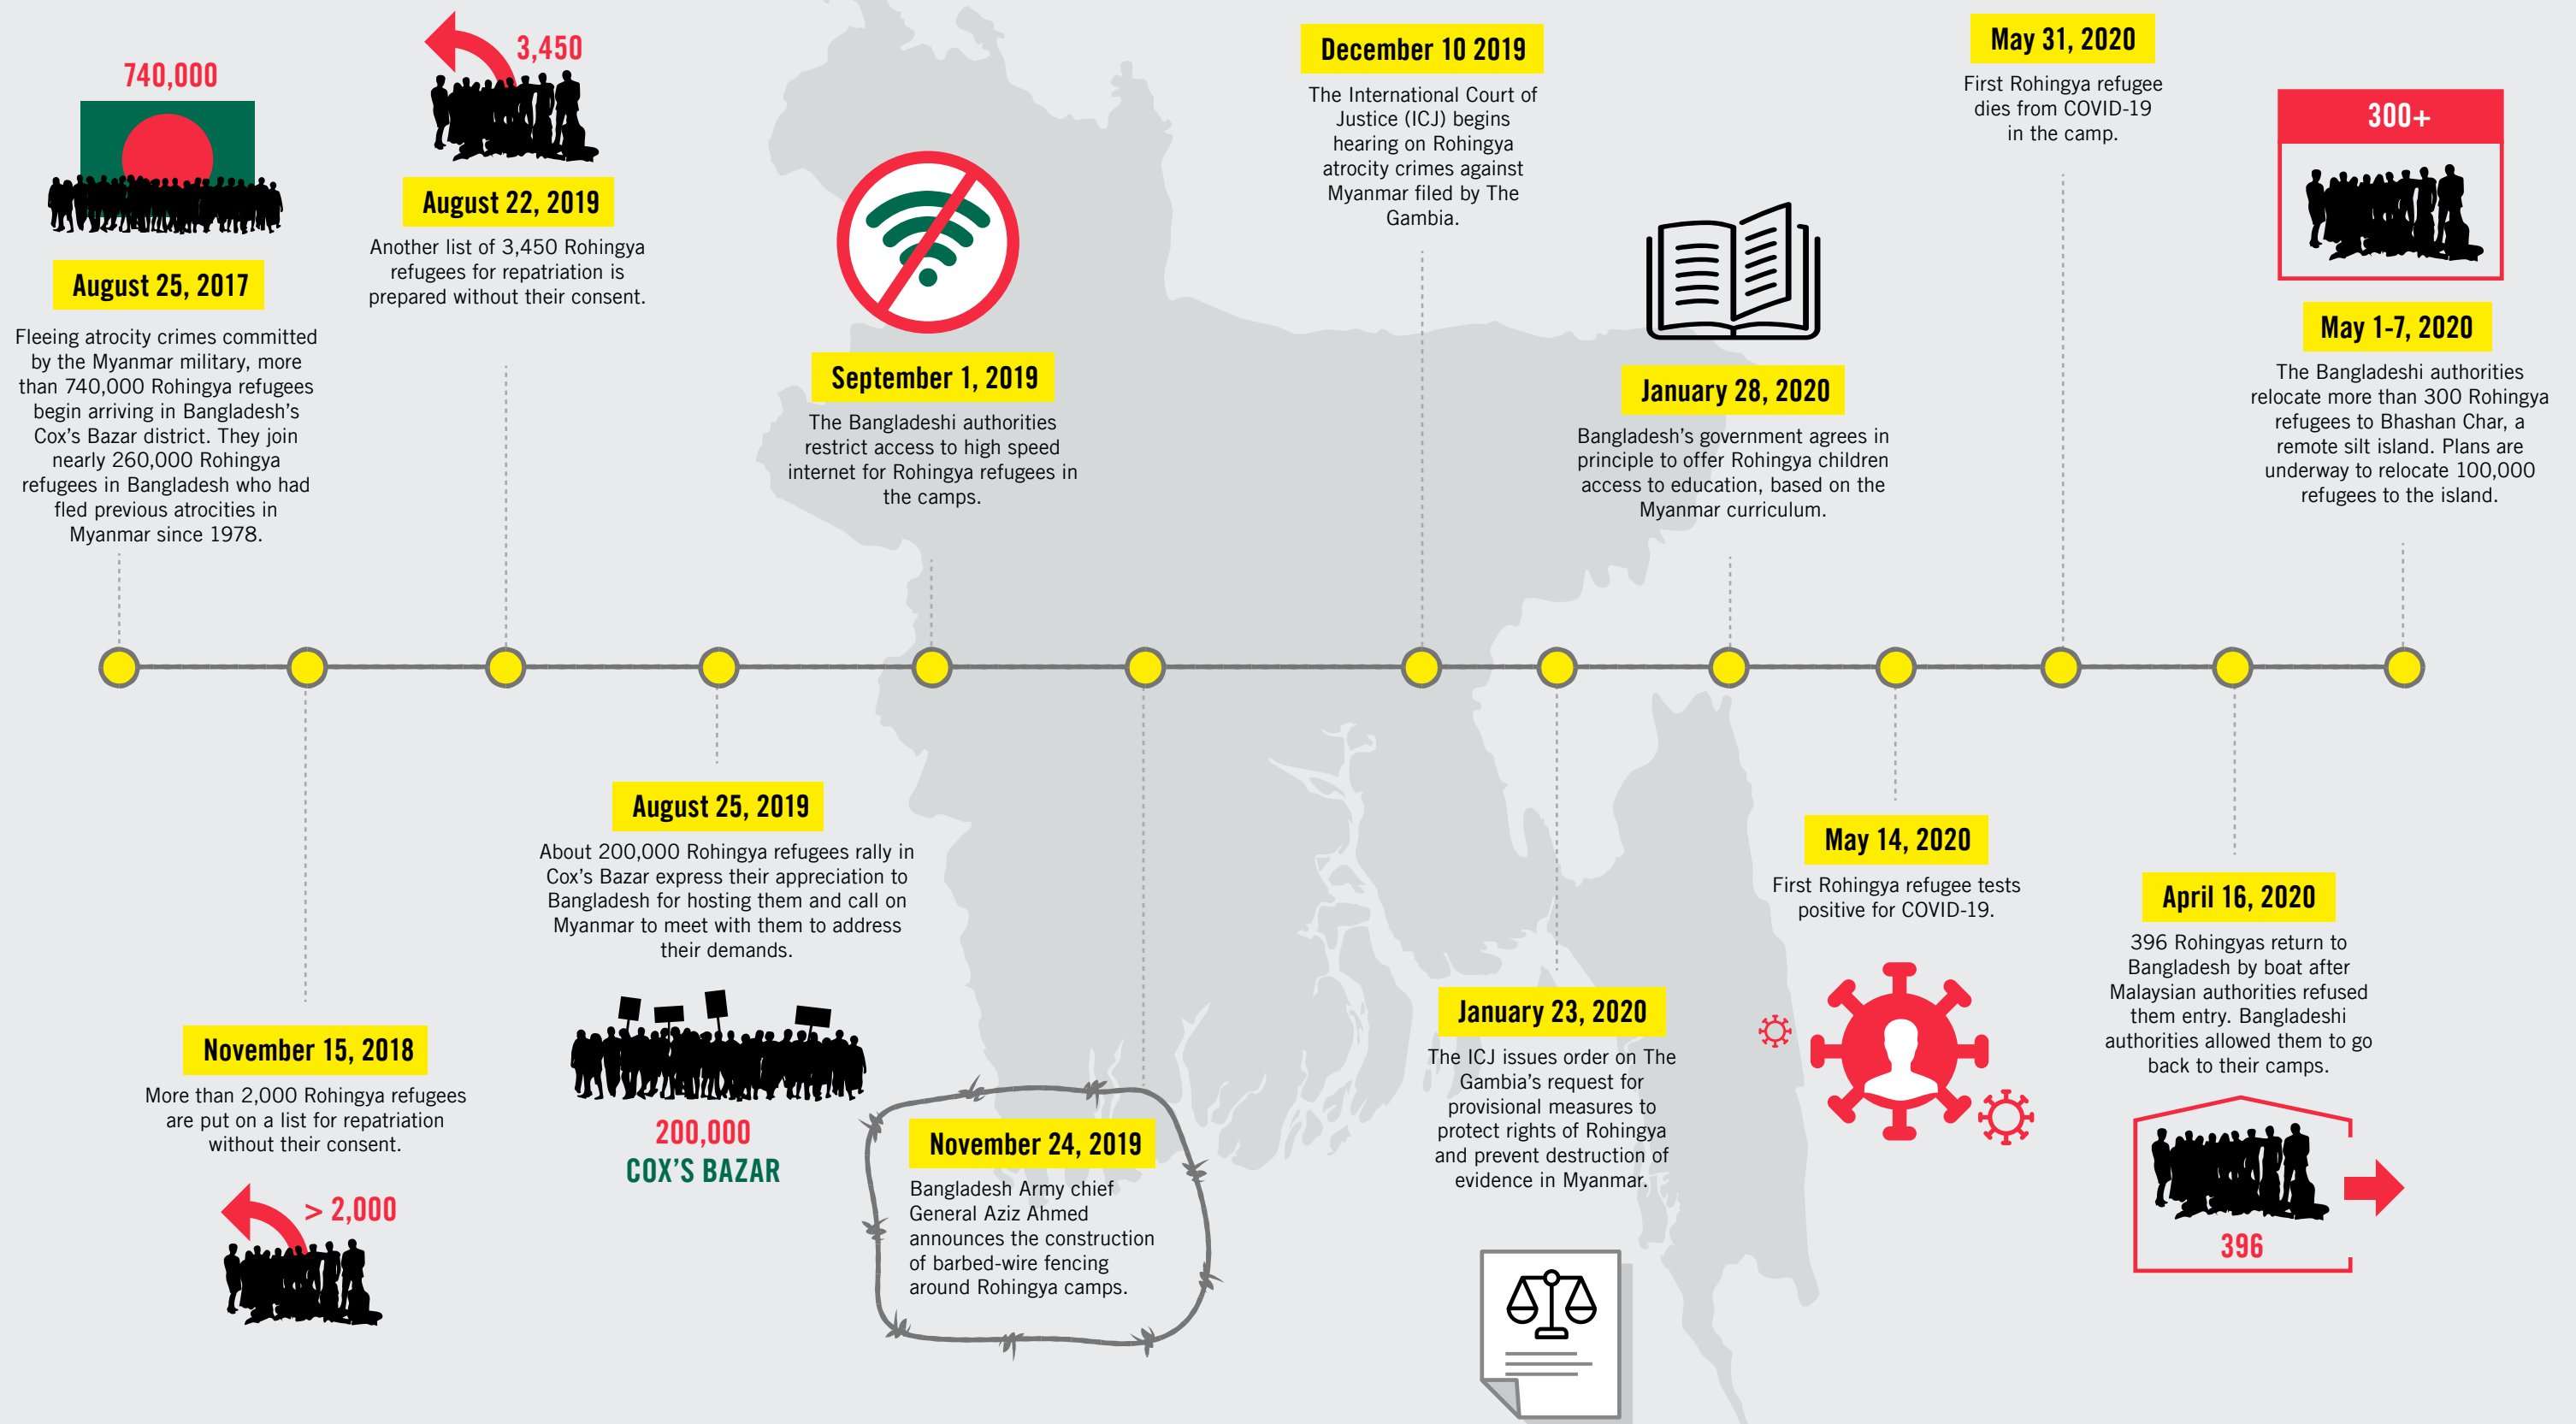 740,000
August 25, 2017
Fleeing atrocity crimes committed
by the Myanmar military, more
than 740,000 Rohingya refugees
begin arriving in Bangladesh’s
Cox’s Bazar district. They join
nearly 260,000 Rohingya
refugees in Bangladesh who had
fled previous atrocities in
Myanmar since 1978.
November 15, 2018
More than 2,000 Rohingya refugees
are put on a list for repatriation
without their consent.
> 2,000
3,450
August 22, 2019
Another list of 3,450 Rohingya
refugees for repatriation is
prepared without their consent.
August 25, 2019
About 200,000 Rohingya refugees rally in
Cox’s Bazar express their appreciation to
Bangladesh for hosting them and call on
Myanmar to meet with them to address
their demands.
200,000
COX’S BAZAR
September 1, 2019
The Bangladeshi authorities
restrict access to high speed
internet for Rohingya refugees in
the camps.
November 24, 2019
Bangladesh Army chief
General Aziz Ahmed
announces the construction
of barbed-wire fencing
around Rohingya camps.
December 10 2019
The International Court of
Justice (ICJ) begins
hearing on Rohingya
atrocity crimes against
Myanmar filed by The
Gambia.
January 23, 2020
The ICJ issues order on The
Gambia’s request for
provisional measures to
protect rights of Rohingya
and prevent destruction of
evidence in Myanmar.
January 28, 2020
Bangladesh’s government agrees in
principle to offer Rohingya children
access to education, based on the
Myanmar curriculum.
May 14, 2020
First Rohingya refugee tests
positive for COVID-19.
May 31, 2020
First Rohingya refugee
dies from COVID-19
in the camp.
April 16, 2020
396 Rohingyas return to
Bangladesh by boat after
Malaysian authorities refused
them entry. Bangladeshi
authorities allowed them to go
back to their camps.
396
300+
May 1-7, 2020
The Bangladeshi authorities
relocate more than 300 Rohingya
refugees to Bhashan Char, a
remote silt island. Plans are
underway to relocate 100,000
refugees to the island.